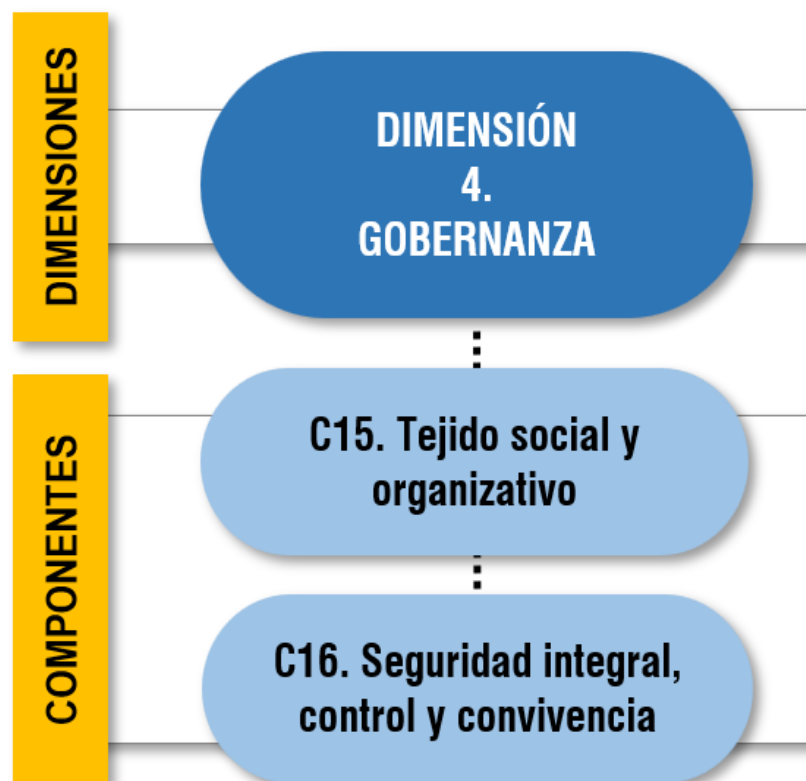 DIMENSIONES
DIMENSIÓN
4.
GOBERNANZA
COMPONENTES
C15. Tejido social y
organizativo
C16. Seguridad integral,
control y convivencia